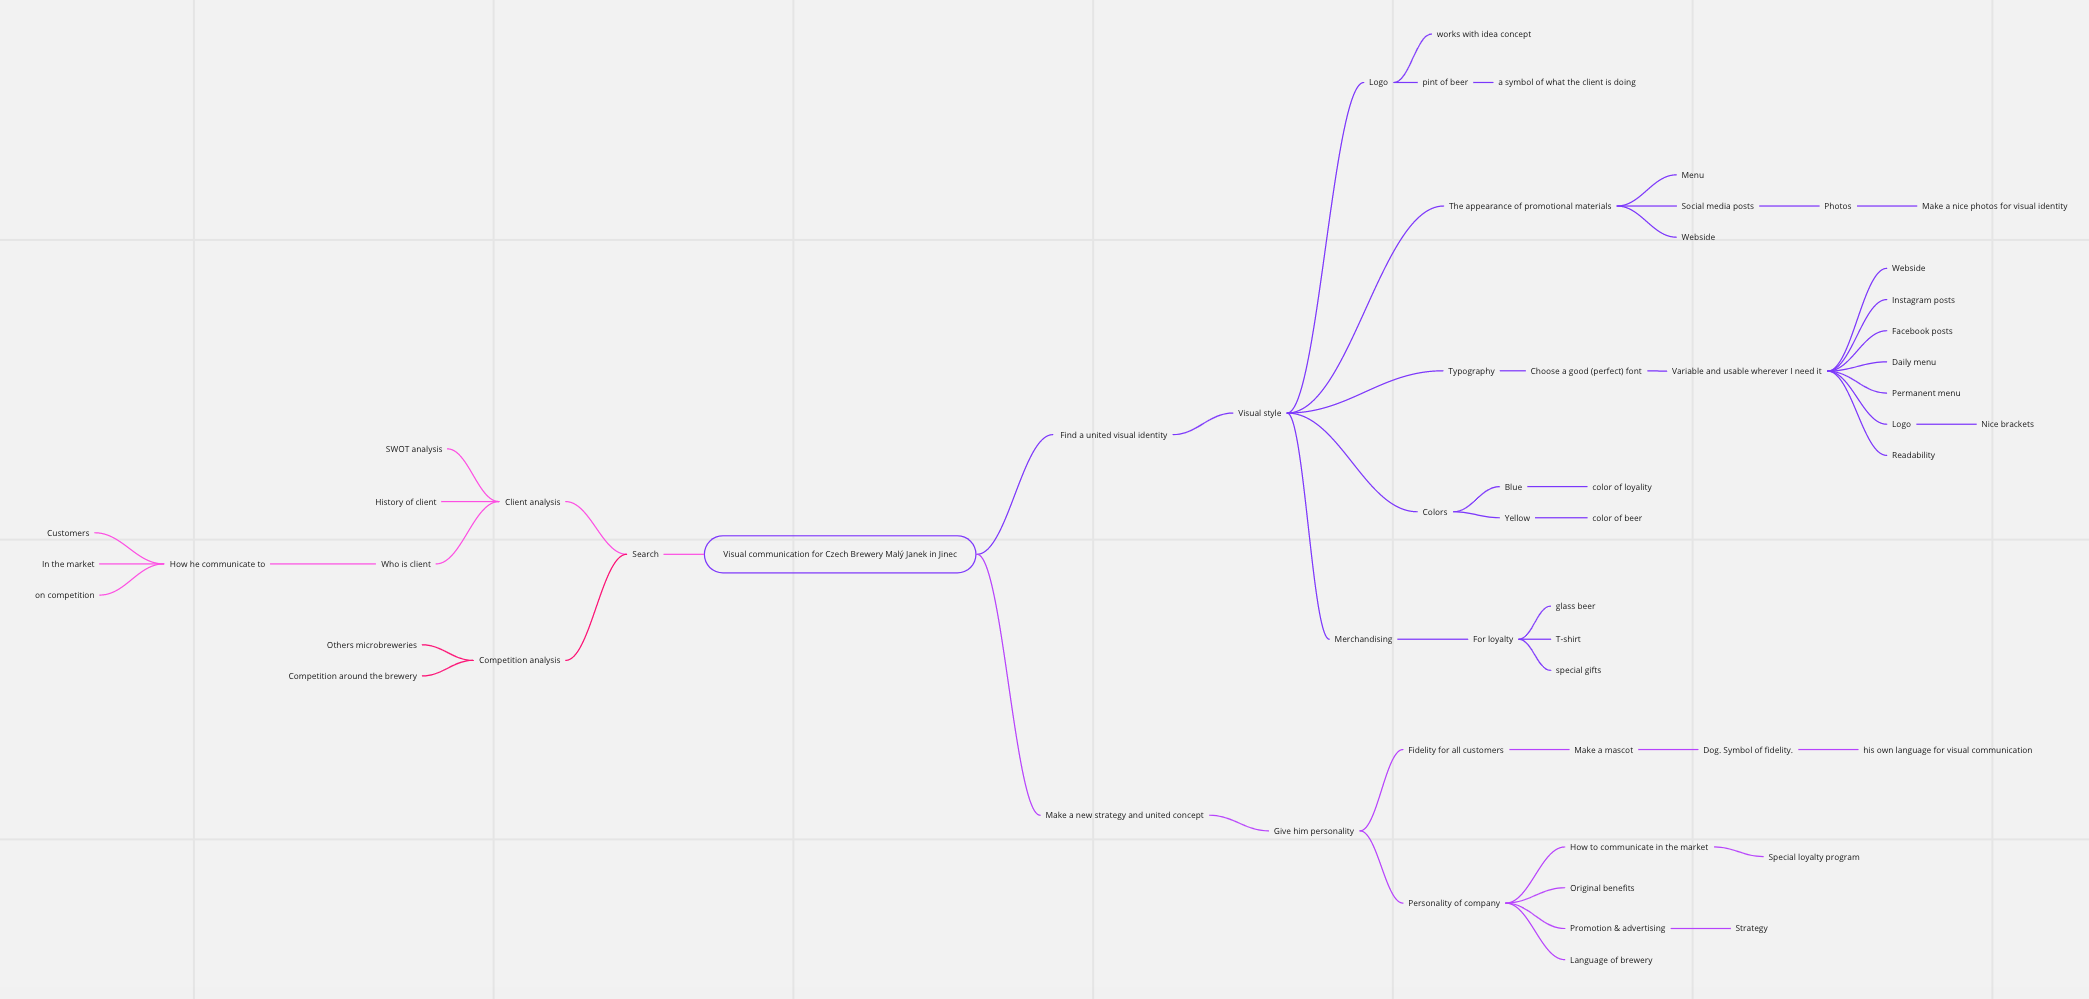 Visual communication for Czech Brewery Malý Janek in Jinec
Search
Client analysis
SWOT analysis
History of client
Who is client
How he communicate to
Customers
In the market
on competition
Competition analysis
Others microbreweries
Competition around the brewery
Find a united visual identity
Visual style
Logo
works with idea concept
pint of beer
a symbol of what the client is doing
The appearance of promotional materials
Menu
Social media posts
Photos
Make a nice photos for visual identity
Webside
Typography
Choose a good (perfect) font
Variable and usable wherever I need it
Webside
Instagram posts
Facebook posts
Daily menu
Permanent menu
Logo
Nice brackets
Readability
Colors
Blue
color of loyality
Yellow
color of beer
Merchandising
For loyalty
glass beer
T-shirt
special gifts
Make a new strategy and united concept
Give him personality
Fidelity for all customers
Make a mascot
Dog. Symbol of fidelity.
his own language for visual communication
Personality of company
How to communicate in the market
Special loyalty program
Original benefits
Promotion & advertising
Strategy
Language of brewery